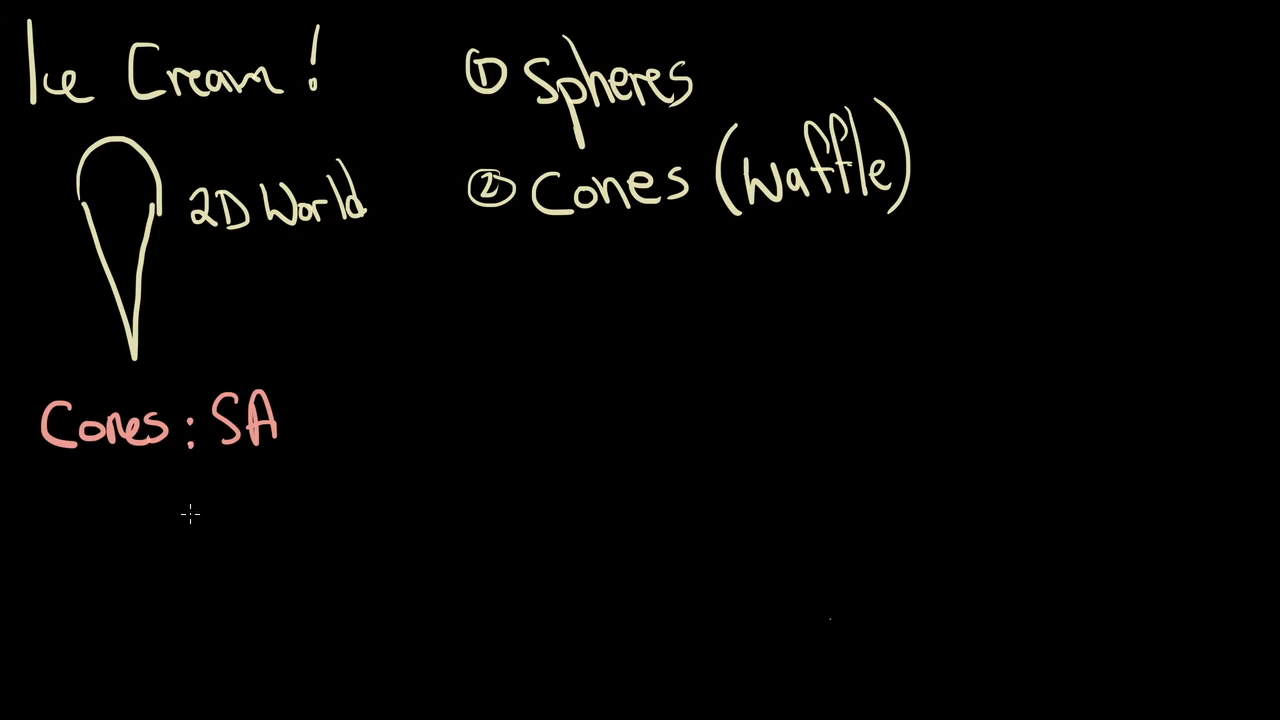 Ice Cream!
2D World
① Spheres
② Cones (Waffle)
Cones: SA